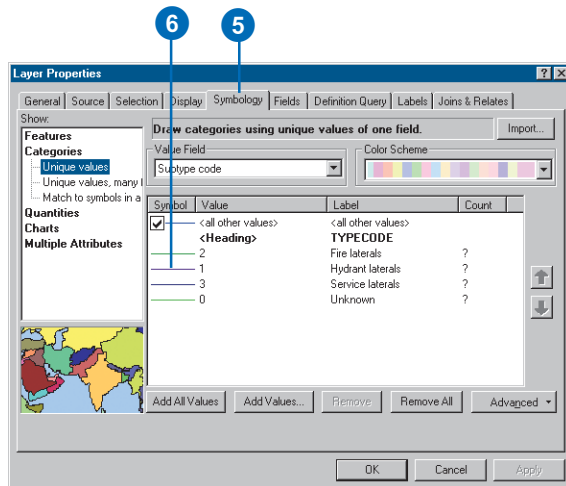 6 5
Layer Properties
General Source Selection Display Symbology Fields Definition Query Labels Joins & Relates
Show:
Features
Categories
Unique values
Unique values, many
Match to symbols in a
Quantities
Charts
Multiple Attributes
Draw categories using unique values of one field.
Import...
Value Field
Subtype code
Color Scheme
Symbol Value Label Count
<all other values> <all other values>
<Heading> TYPECODE
2 Fire laterals ?
1 Hydrant laterals ?
3 Service laterals ?
0 Unknown ?
Add All Values Add Values... Remove Remove All Advanced
OK Cancel Apply